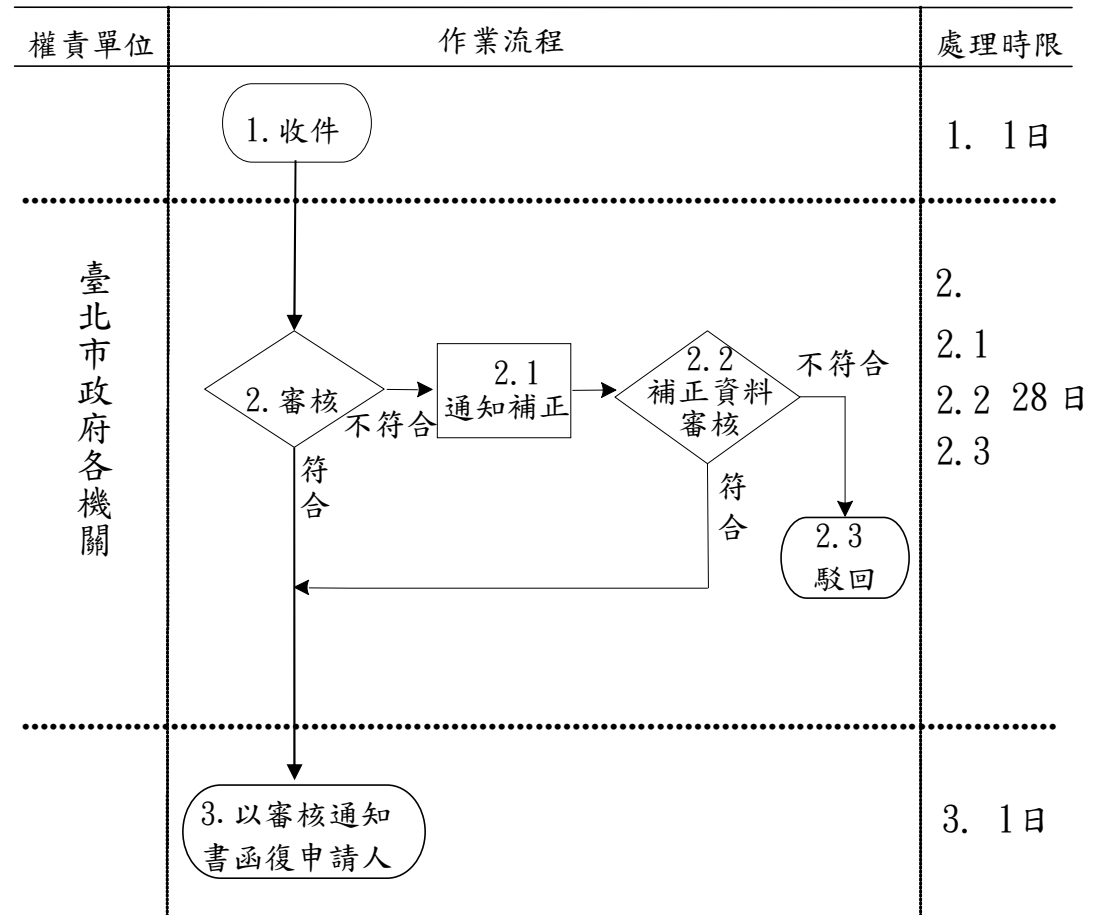 權責單位
作業流程
處理時限
1. 收件
1. 1日
臺北市政府各機關
2. 審核
不符合
符合
2.1
通知補正
2.2
補正資料
審核
不符合
符合
2.3
駁回
2.
2.1
2.2 28日
2.3
3. 以審核通知
書函復申請人
3. 1日